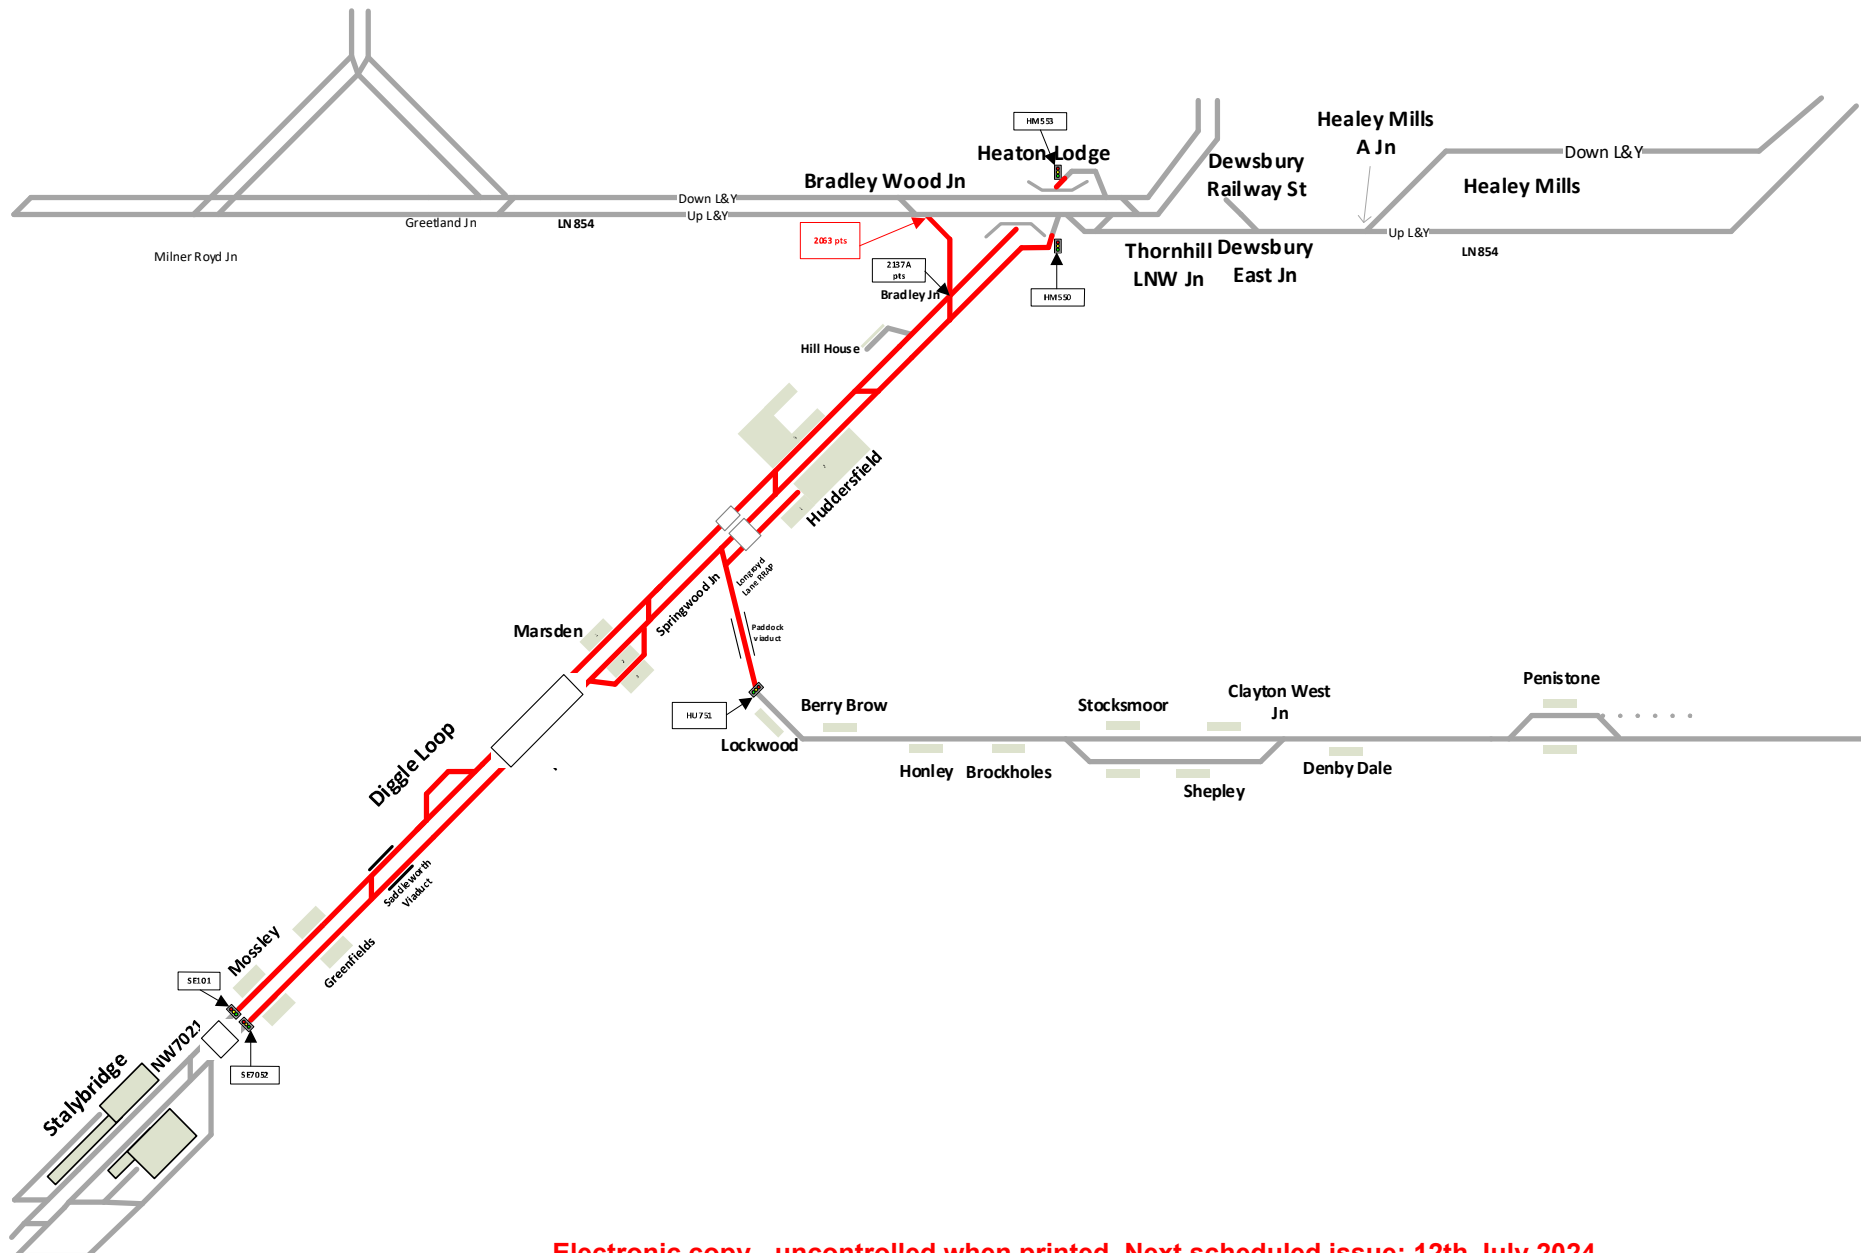 HM553
Heaton Lodge
Healey Mills
A Jn
Down L&Y
Dewsbury
Railway St
Healey Mills
Bradley Wood Jn
Down L&Y
Up L&Y
Greetland Jn
LN854
Milner Royd Jn
2063 pts
2137A
pts
Bradley Jn
Up L&Y
LN854
Thornhill
LNW Jn
Dewsbury
East Jn
HM550
Hill House
Huddersfield
Longroyd
Lane RRAP
Springwood Jn
Marsden
Paddock
viaduct
HU751
Lockwood
Berry Brow
Honley
Brockholes
Stocksmoor
Shepley
Clayton West
Jn
Denby Dale
Penistone
Diggle Loop
Saddleworth
Viaduct
Greenfields
Mossley
SE101
SE7052
NW7021
Stalybridge
Electronic copy - uncontrolled when printed. Next scheduled issue: 12th July 2024